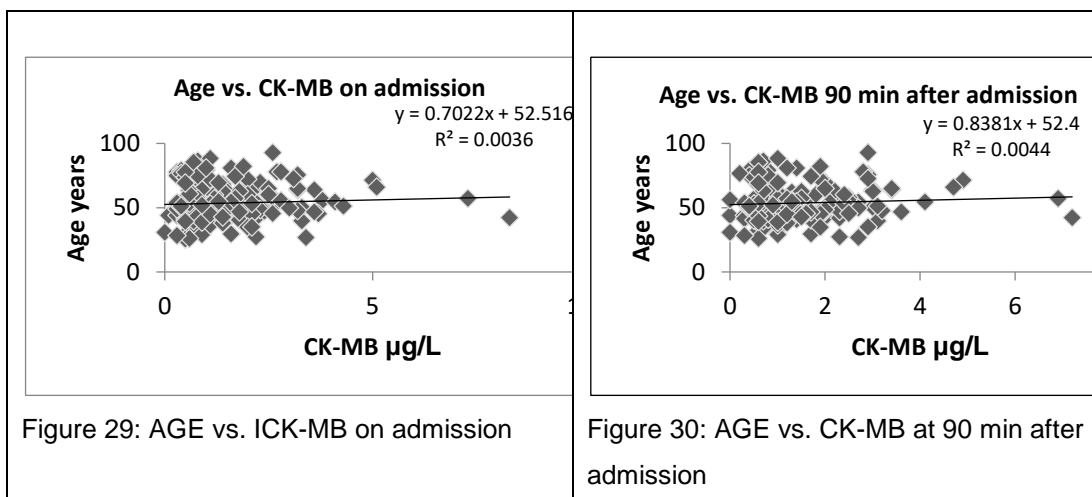 Age vs. CK-MB on admission
y = 0.7022x + 52.516
R² = 0.0036
100
50
0
Age years
0
5
CK-MB µg/L
Figure 29: AGE vs. ICK-MB on admission
Age vs. CK-MB 90 min after admission
y = 0.8381x + 52.4
R² = 0.0044
100
50
0
Age years
0
2
4
6
CK-MB µg/L
Figure 30: AGE vs. CK-MB at 90 min after
admission